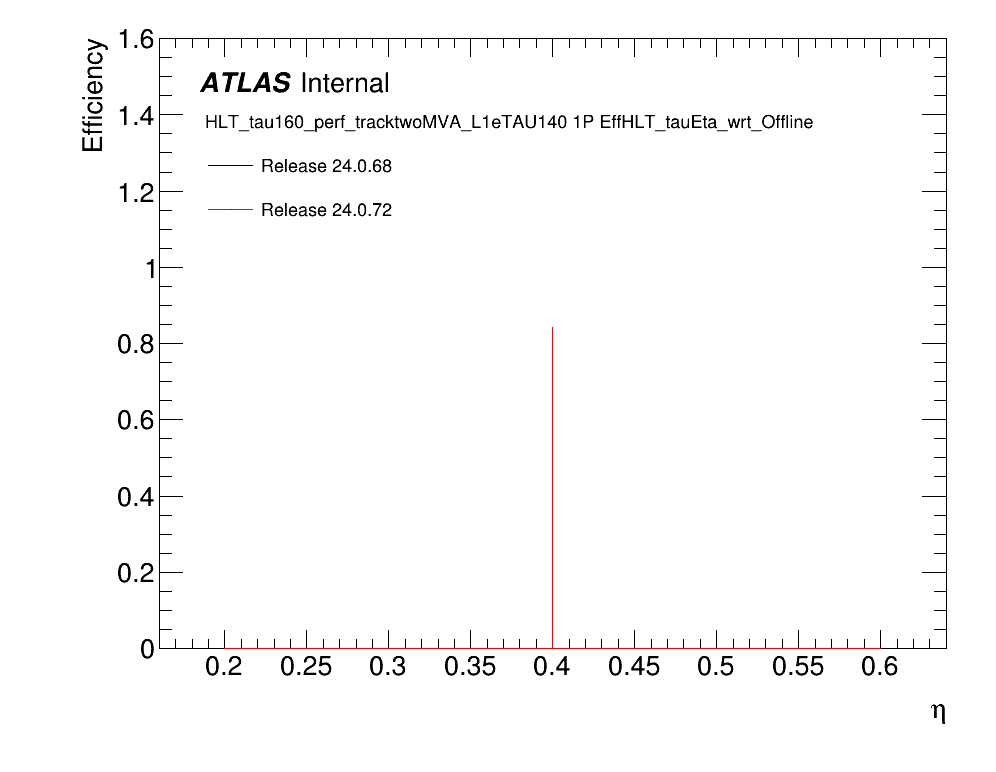 Efficiency
1.6
1.4
1.2
1
0.8
0.6
0.4
0.2
0
ATLAS Internal
HLT_tau160_perf_tracktwoMVA_L1eTAU140 1P EffHLT_tauEta_wrt_Offline
Release 24.0.68
Release 24.0.72
0.2 0.25 0.3 0.35 0.4 0.45 0.5 0.55 0.6
η